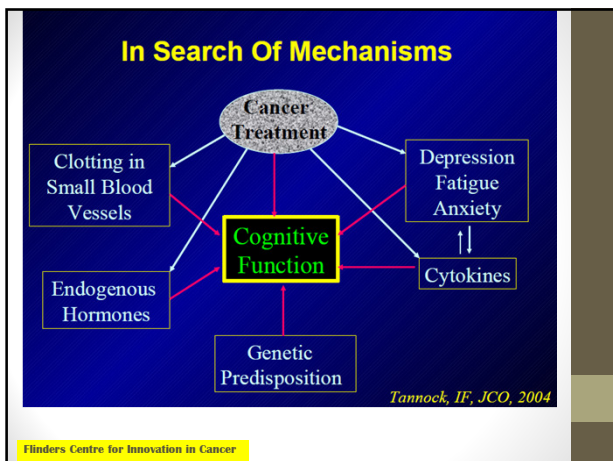 In Search Of Mechanisms
Cancer
Treatment
Clotting in
Small Blood
Vessels
Depression
Fatigue
Anxiety
Cognitive
Function
Cytokines
Endogenous
Hormones
Genetic
Predisposition
Tannock, IF, JCO, 2004
Flinders Centre for Innovation in Cancer